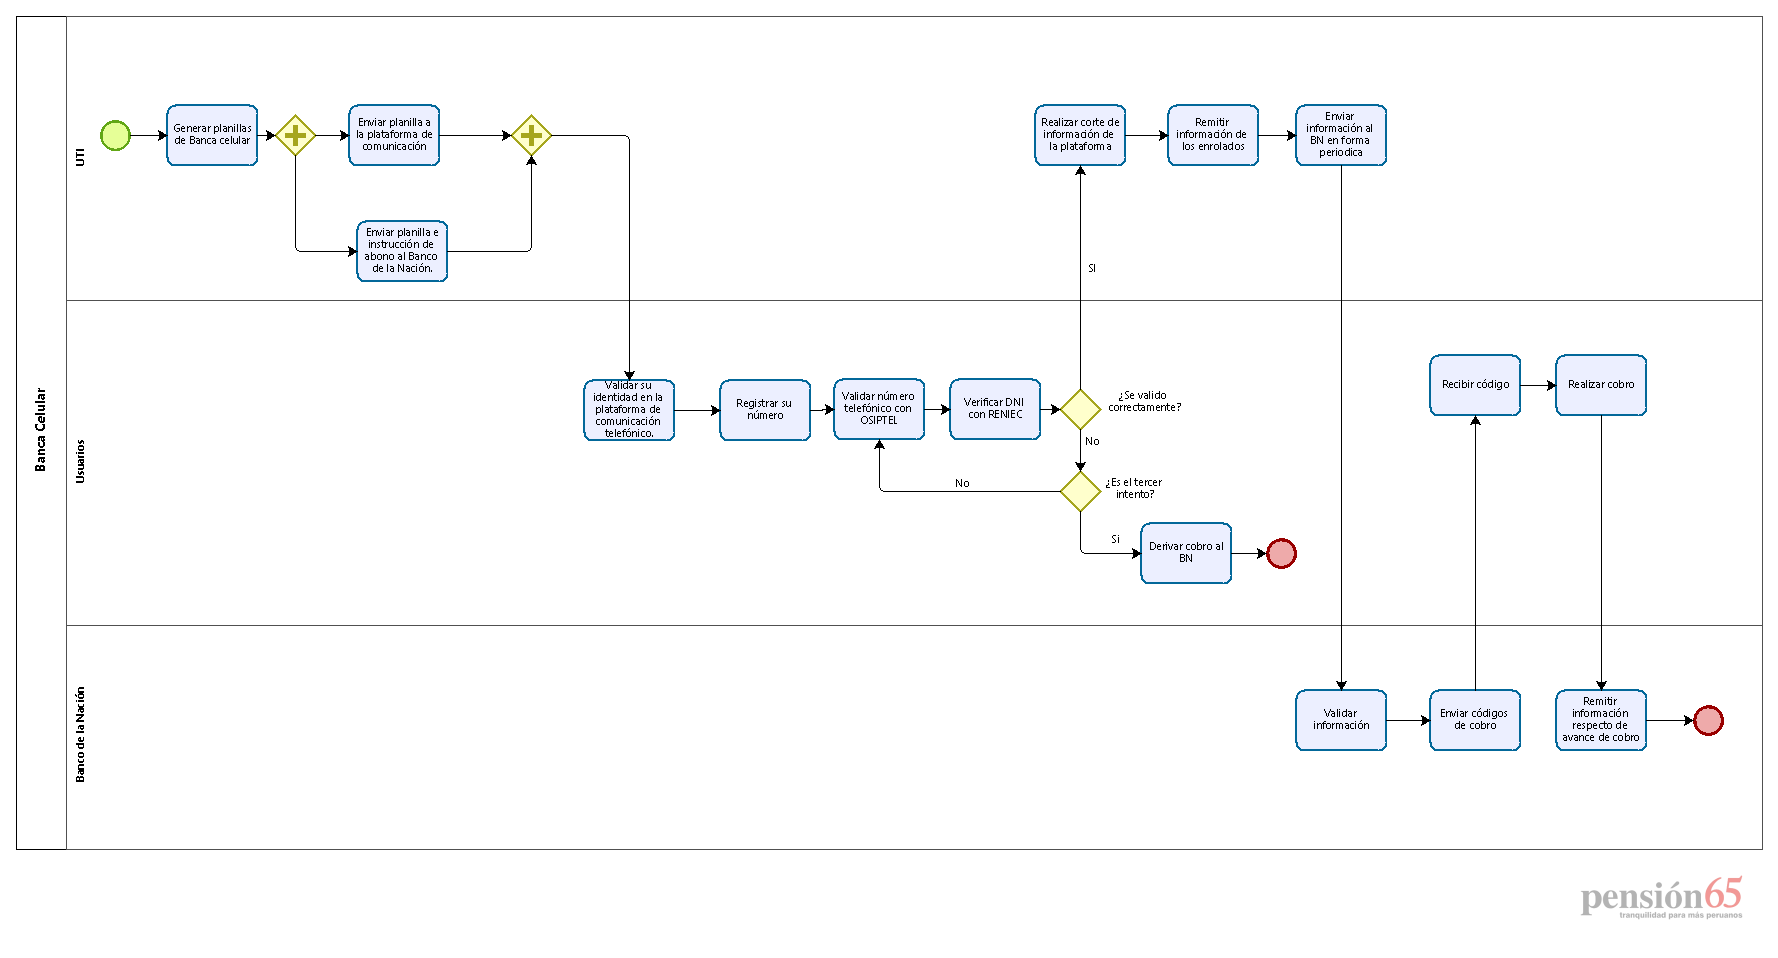 Banca Celular
UTI
Generar planillas
de Banca celular
Enviar planilla a
la plataforma de
comunicación
Enviar planilla e
instrucción de
abono al Banco
de la Nación.
Realizar corte de
información de
la plataforma
Remitir
información de
los enrolados
Enviar
información al
BN en forma
periodica
SI
Usuarios
Validar su
identidad en la
plataforma de
comunicación
telefónico.
Registrar su
número
Validar número
telefónico con
OSIPTEL
Verificar DNI
con RENIEC
¿Se valido
correctamente?
No
¿Es el tercer
intento?
No
Si
Derivar cobro al
BN
Recibir código
Realizar cobro
Banco de la Nación
Validar
información
Enviar códigos
de cobro
Remitir
información
respecto de
avance de cobro
pensión65
tranquilidad para más peruanos